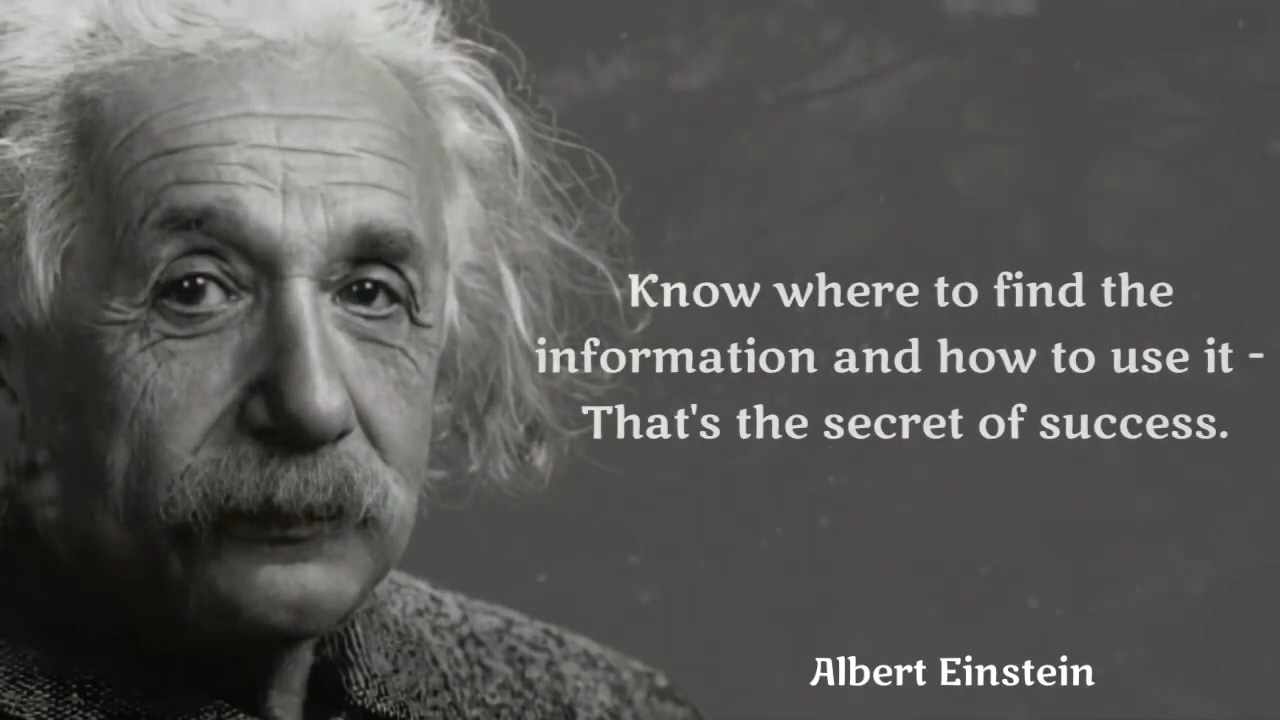 Know where to find the
information and how to use it -
That's the secret of success.
Albert Einstein